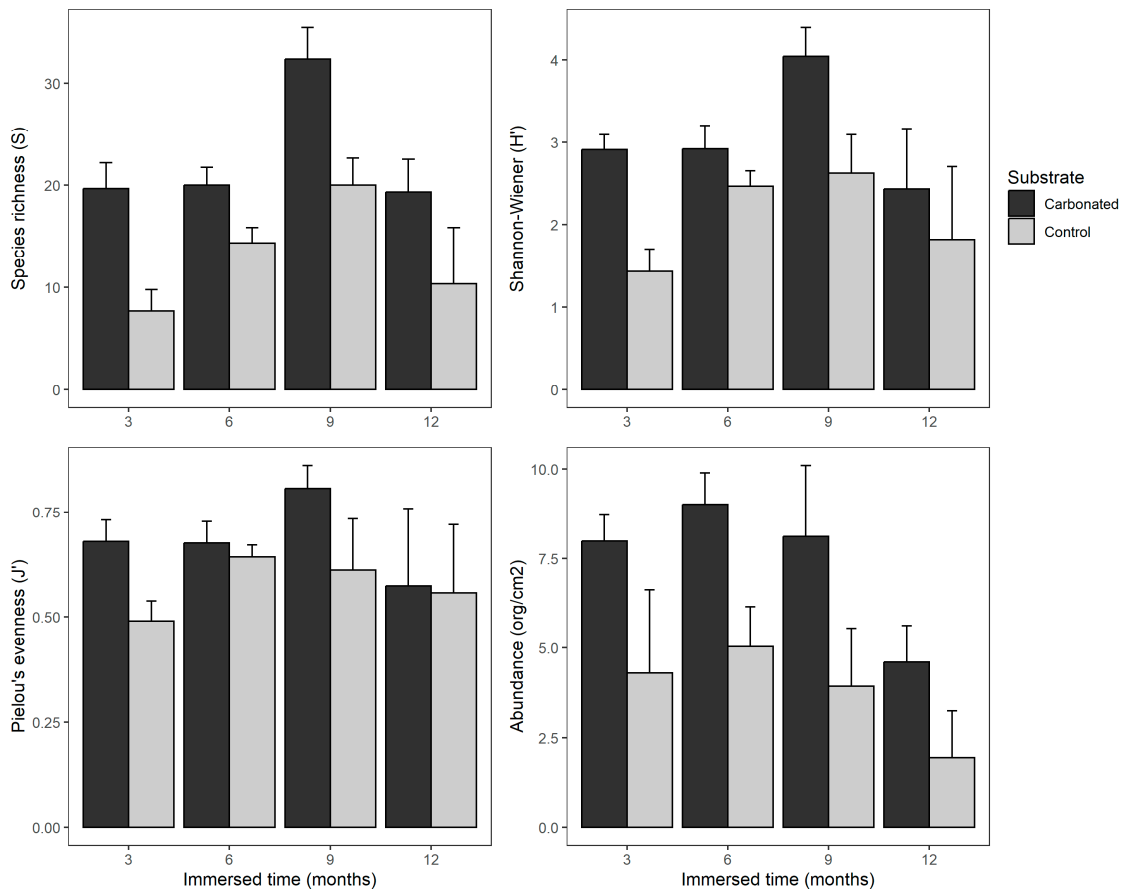 Species richness (S)
30
20
10
0
3 6 9 12
Shannon-Wiener (H')
4
3
2
1
0
3 6 9 12
Substrate
Carbonated
Control
Pielou's evenness (J')
0.75
0.50
0.25
0.00
3 6 9 12
Immersed time (months)
Abundance (org/cm2)
10.0
7.5
5.0
2.5
0.0
3 6 9 12
Immersed time (months)